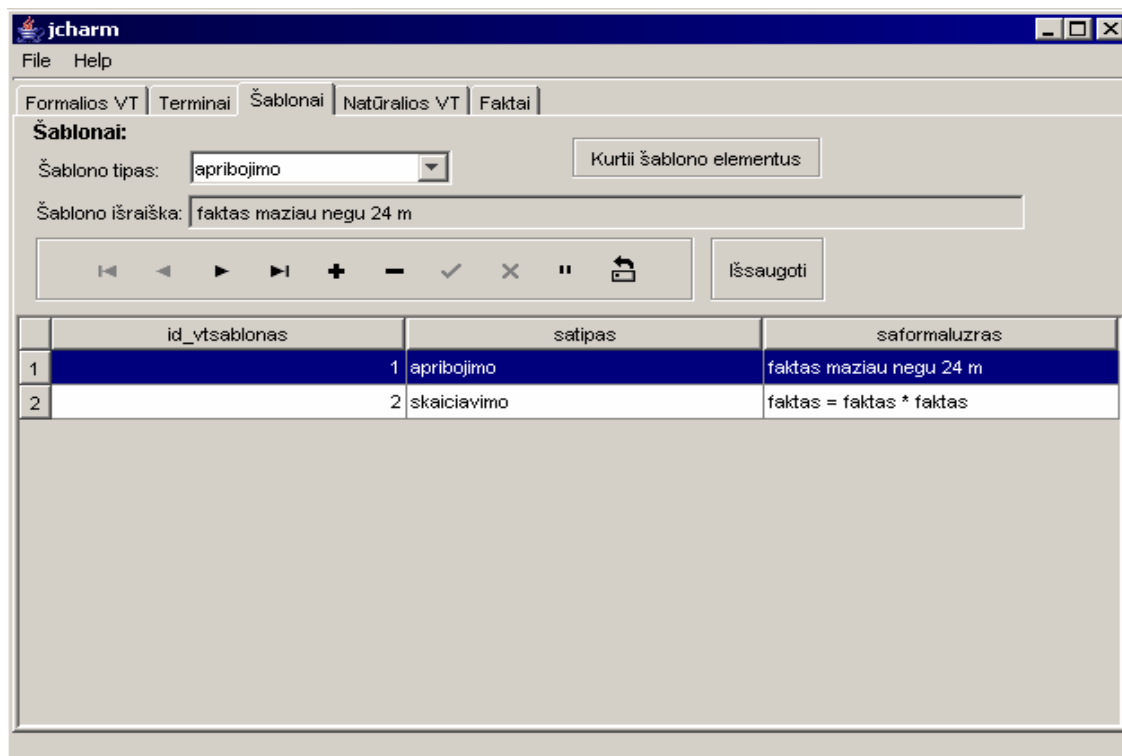 jcharm
File Help
Formalios VT Terminai Šablonai Natūralios VT Faktai
Šablonai:
Šablono tipas: apribojimo Kurtii šablono elementus
Šablono išraiška: faktas maziau negu 24 m
Išsaugoti
id_vtsablonas satipas saformaluzras
1 1 apribojimo faktas maziau negu 24 m
2 2 skaiciavimo faktas = faktas * faktas